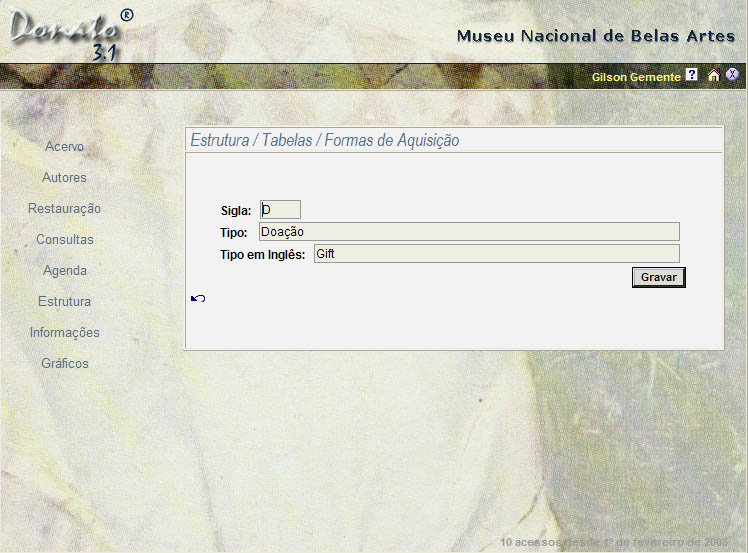 Donato®
3.1
Museu Nacional de Belas Artes
Gilson Gemente ? X
Acervo
Autores
Restauração
Consultas
Agenda
Estrutura
Informações
Gráficos
Estrutura / Tabelas / Formas de Aquisição
Sigla: D
Tipo: Doação
Tipo em Inglês: Gift
Gravar
10 acessos desde 1º de fevereiro de 2008